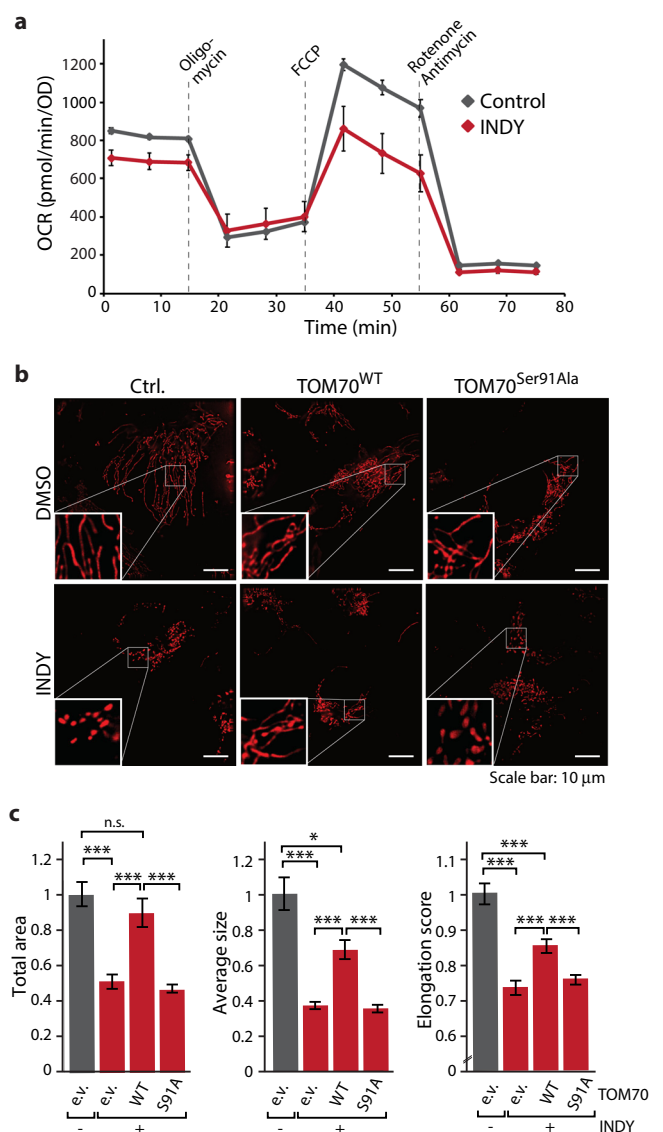 a
Oligo-
mycin
FCCP
Rotenone
Antimycin
1200
1000
800
600
400
200
0
OCR (pmol/min/OD)
Control
INDY
0 10 20 30 40 50 60 70 80
Time (min)
b
Ctrl. TOM70WT TOM70Ser91Ala
DMSO
INDY
Scale bar: 10 µm
c
n.s.
*** *** ***
1.2
1
0.8
0.6
0.4
0.2
0
Total area
e.v. e.v. WT S91A
- +
*
***
*** ***
1.2
1
0.8
0.6
0.4
0.2
0
Average size
e.v. e.v. WT S91A
- +
***
***
*** ***
1.1
1
0.9
0.8
0.7
0.6
0
Elongation score
e.v. e.v. WT S91A TOM70
- + INDY